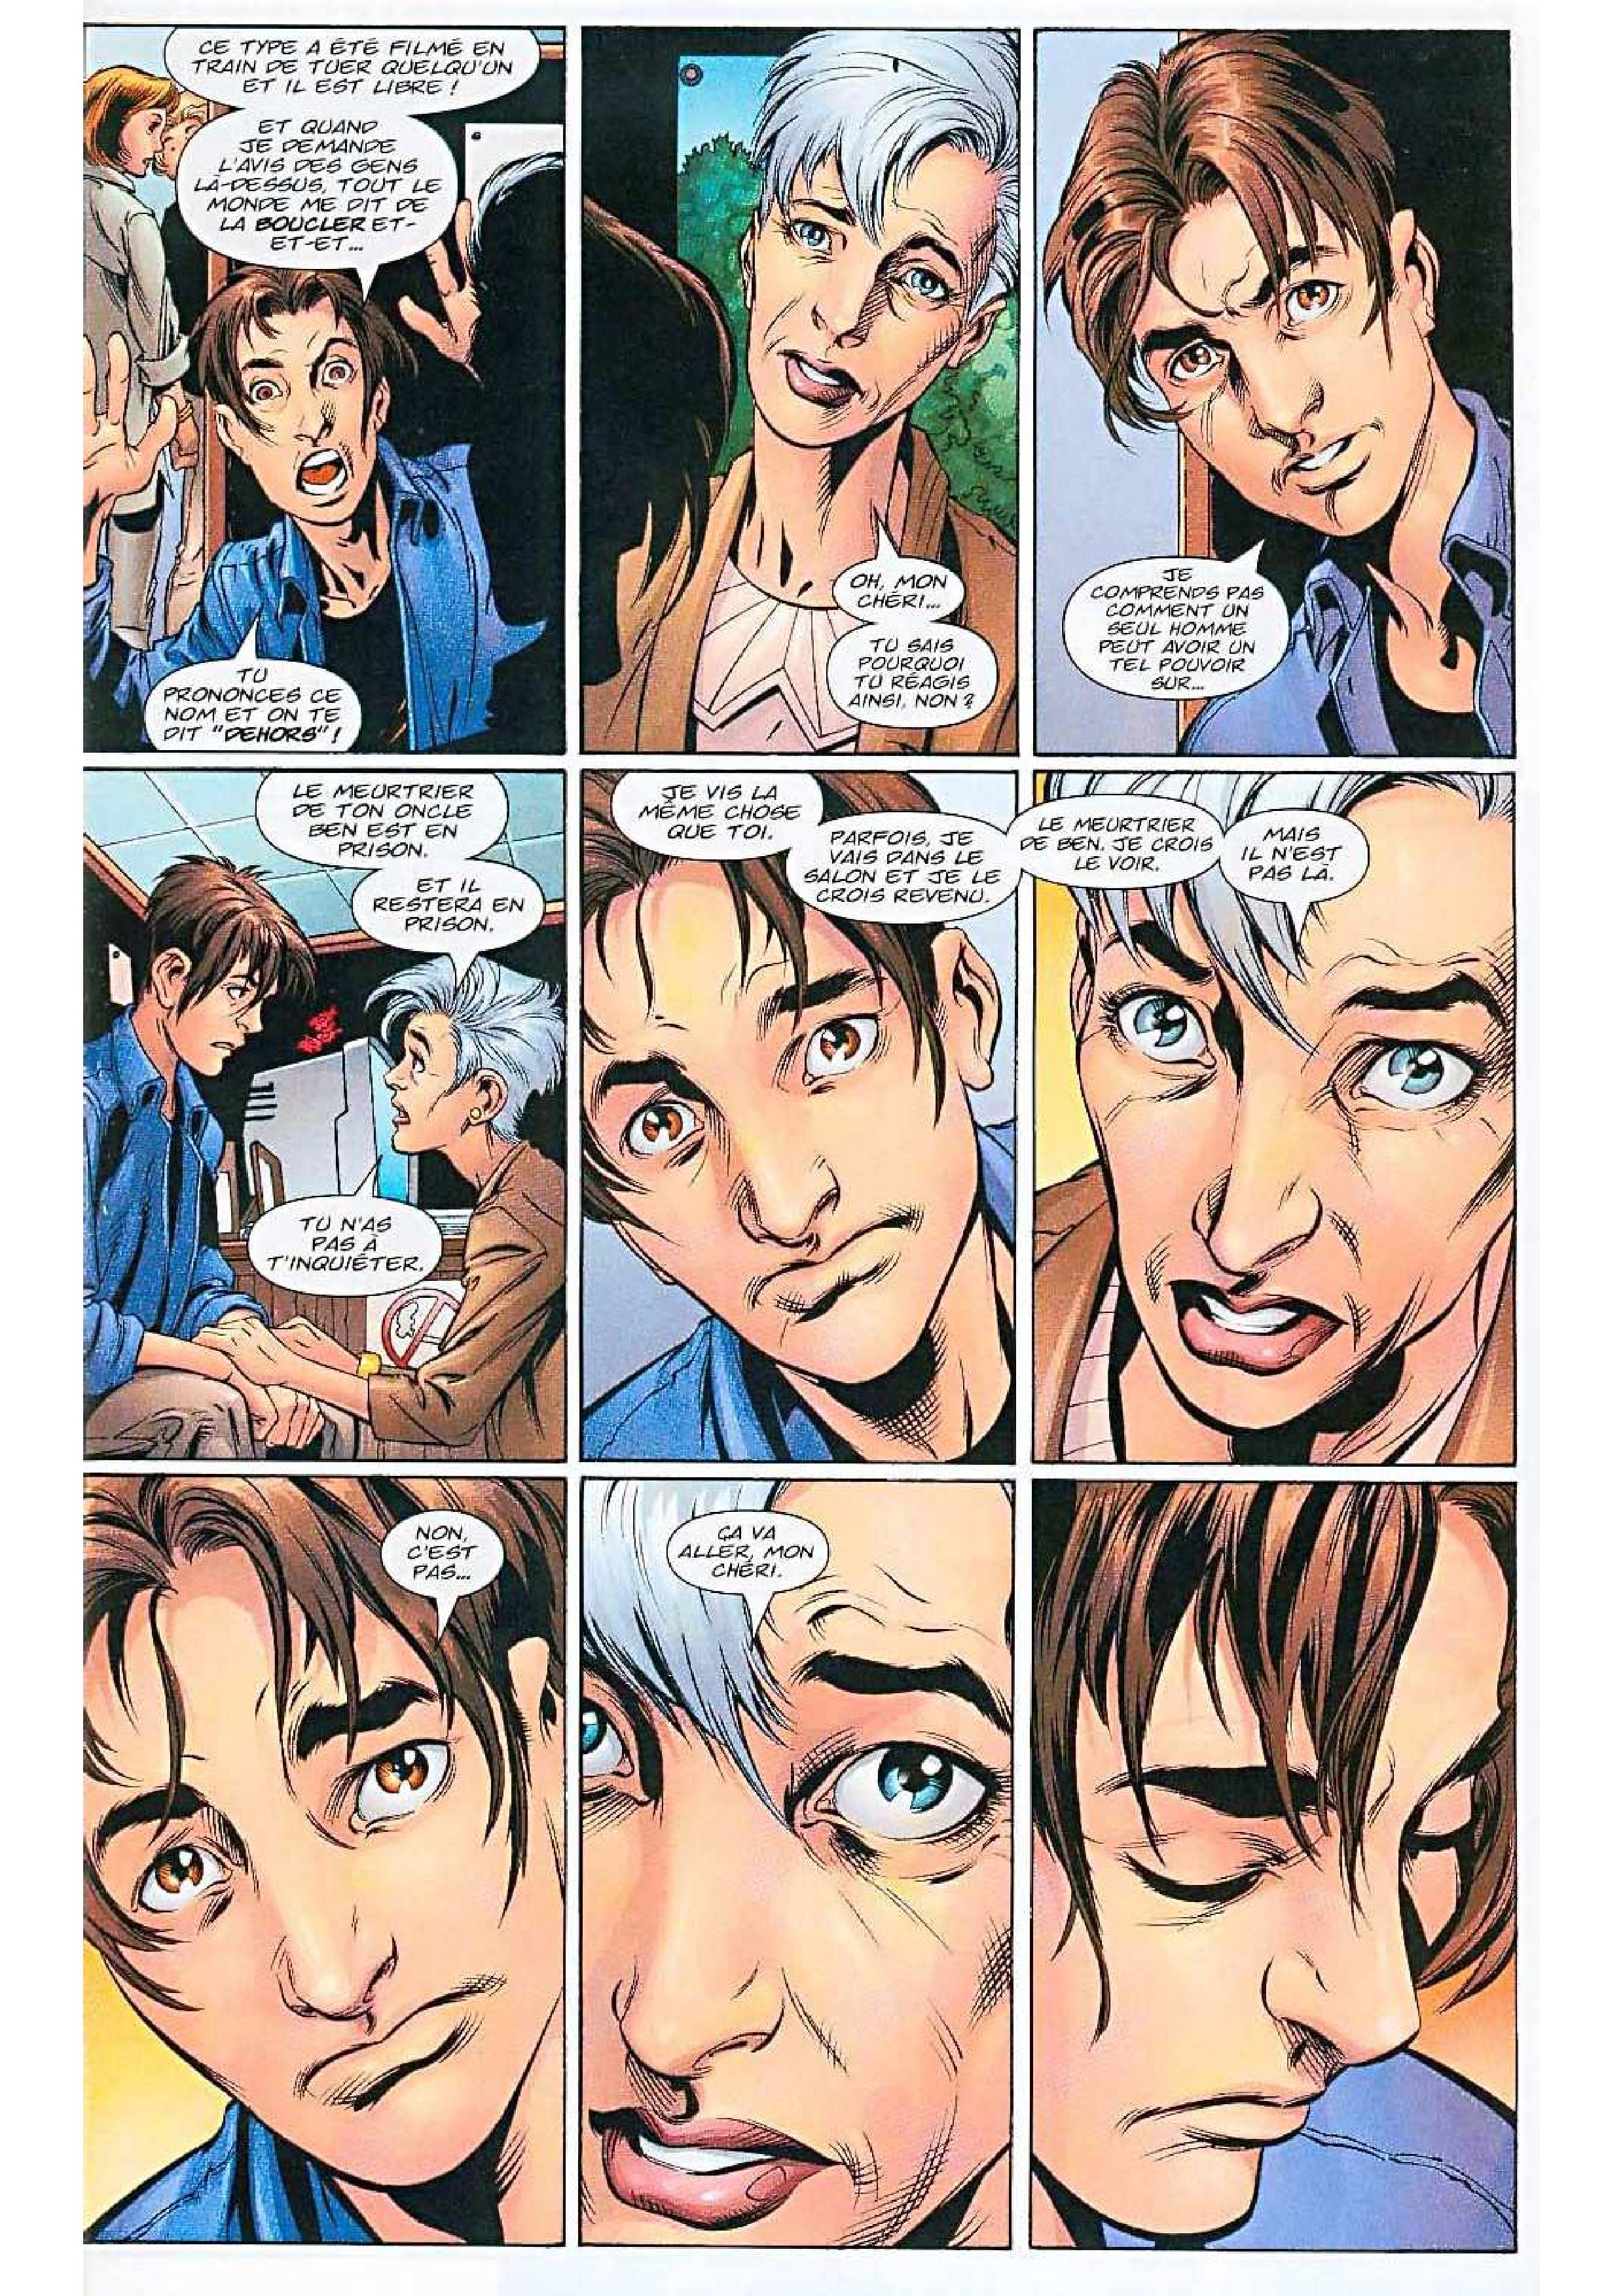 CE TYPE A ÉTÉ FILMÉ EN
TRAIN DE TUER QUELQU'UN
ET IL EST LIBRE !
ET QUAND
JE DEMANDE
L'AVIS DES GENS
LÀ-DESSUS, TOUT LE
MONDE ME DIT DE
LA BOUCLER ET-
ET-ET...
TU
PRONONCES CE
NOM ET ON TE
DIT "DEHORS" !
OH, MON
CHÉRI...
TU SAIS
POURQUOI
TU RÉAGIS
AINSI, NON ?
JE
COMPRENDS PAS
COMMENT UN
SEUL HOMME
PEUT AVOIR UN
TEL POUVOIR
SUR...
LE MEURTRIER
DE TON ONCLE
BEN EST EN
PRISON.
ET IL
RESTERA EN
PRISON.
TU N'AS
PAS À
T'INQUIÉTER.
JE VIS LA
MÊME CHOSE
QUE TOI.
PARFOIS, JE
VAIS DANS LE
SALON ET JE LE
CROIS REVENU.
LE MEURTRIER
DE BEN. JE CROIS
LE VOIR.
MAIS
IL N'EST
PAS LÀ.
NON,
C'EST
PAS...
ÇA VA
ALLER, MON
CHÉRI.